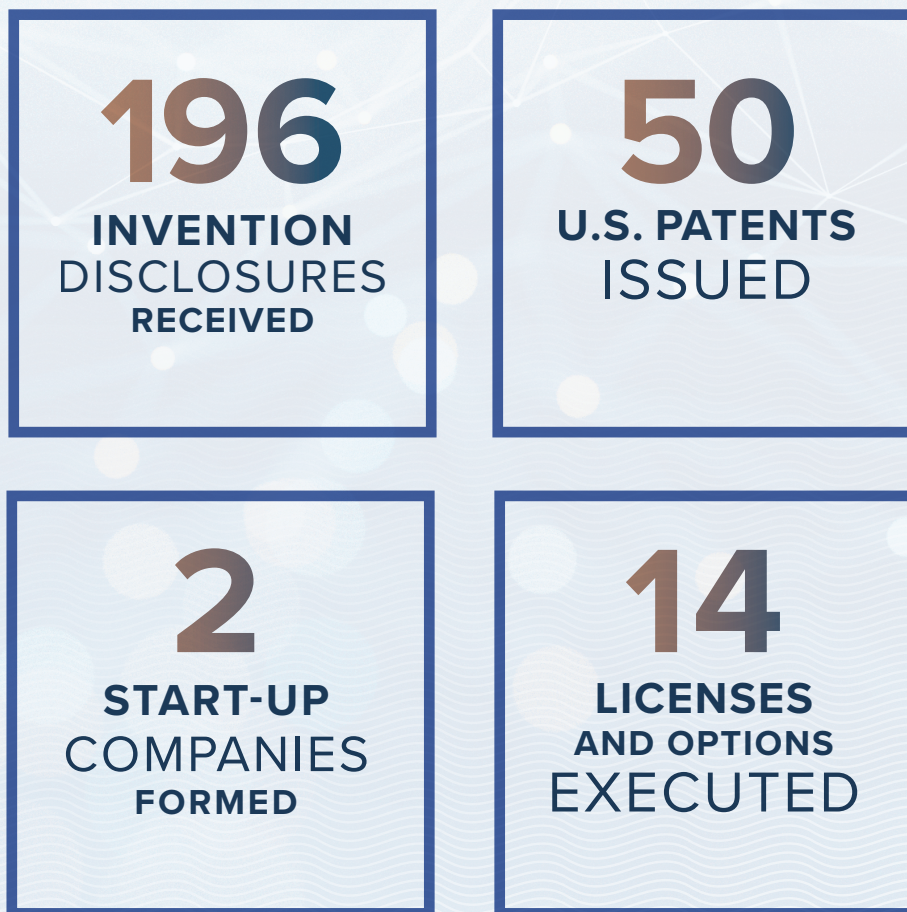 196
INVENTION
DISCLOSURES
RECEIVED
50
U.S. PATENTS
ISSUED
2
START-UP
COMPANIES
FORMED
14
LICENSES
AND OPTIONS
EXECUTED